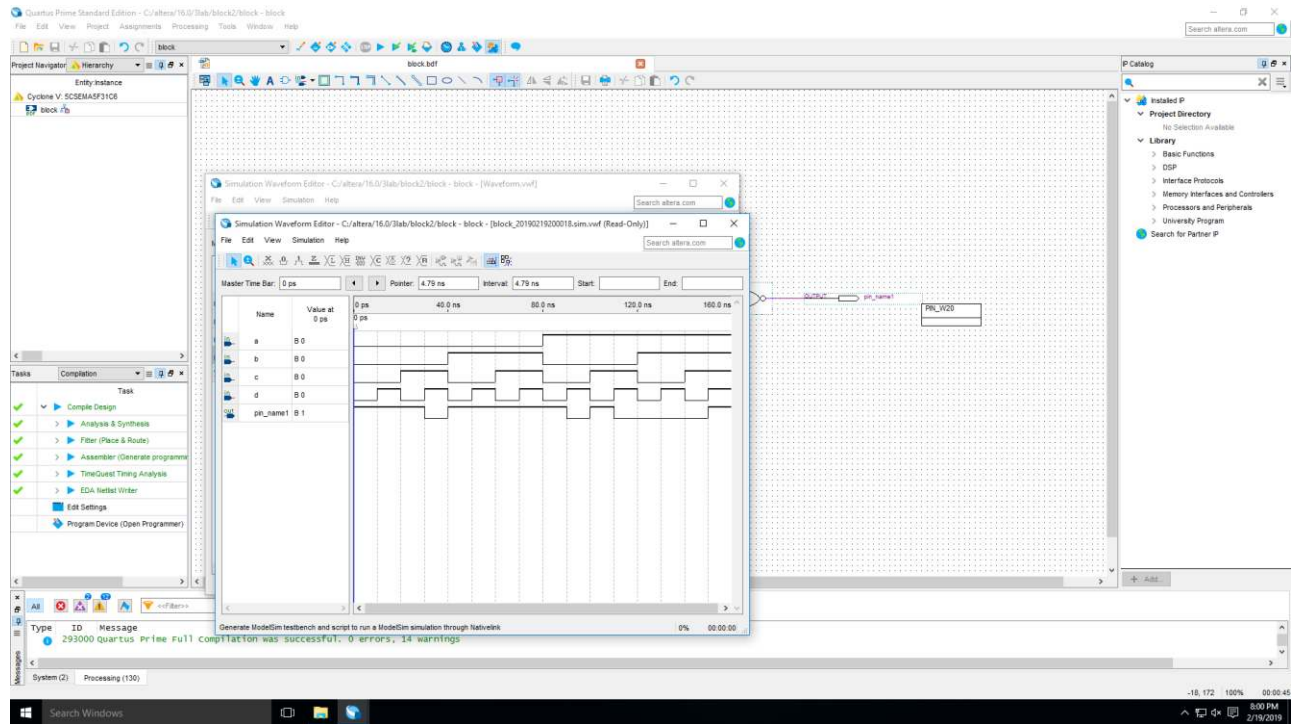 Quartus Prime Standard Edition - C:/altera/16.0/3lab/block2/block - block
File Edit View Project Assignments Processing Tools Window Help
Search altera.com
block
Project Navigator Hierarchy
Entity:Instance
Cyclone V: 5CSEMA5F31C6
block
block.bdf
IP Catalog
Installed IP
Project Directory
No Selection Available
Library
Basic Functions
DSP
Interface Protocols
Memory Interfaces and Controllers
Processors and Peripherals
University Program
Search for Partner IP
+ Add...
Simulation Waveform Editor - C:/altera/16.0/3lab/block2/block - block - [Waveform.vwf]
File Edit View Simulation Help
Search altera.com
Simulation Waveform Editor - C:/altera/16.0/3lab/block2/block - block - [block_20190219200018.sim.vwf (Read-Only)]
File Edit View Simulation Help
Search altera.com
Master Time Bar: 0 ps Pointer: 4.79 ns Interval: 4.79 ns Start: End:
Name Value at 0 ps
0 ps 40.0 ns 80.0 ns 120.0 ns 160.0 ns
0 ps
a B 0
b B 0
c B 0
d B 0
pin_name1 B 1
Generate ModelSim testbench and script to run a ModelSim simulation through Nativelink 0% 00:00:00
OUTPUT pin_name1
PIN_W20
Tasks Compilation
Task
Compile Design
Analysis & Synthesis
Fitter (Place & Route)
Assembler (Generate programme
TimeQuest Timing Analysis
EDA Netlist Writer
Edit Settings
Program Device (Open Programmer)
All <<Filter>>
Type ID Message
293000 Quartus Prime Full Compilation was successful. 0 errors, 14 warnings
Messages
System (2) Processing (130)
-18, 172 100% 00:00:45
Search Windows
8:00 PM
2/19/2019